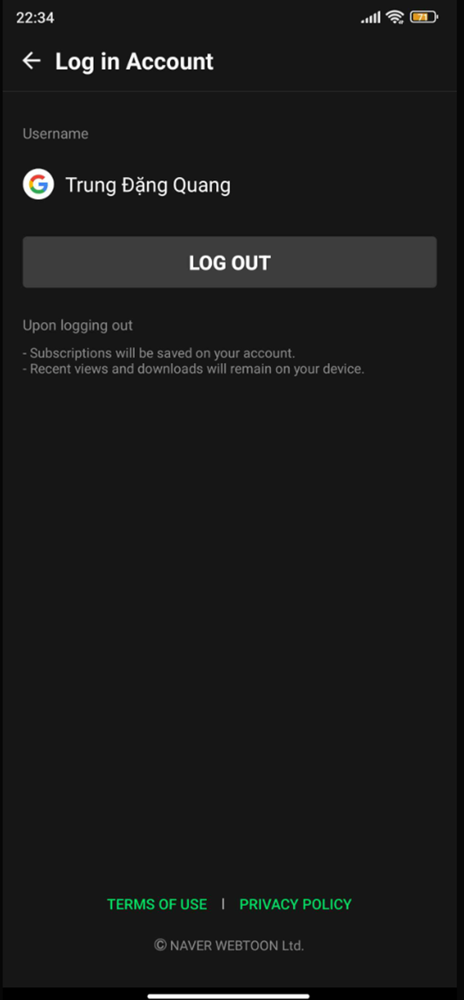 22:34
71
Log in Account
Username
Trung Đặng Quang
LOG OUT
Upon logging out
- Subscriptions will be saved on your account.
- Recent views and downloads will remain on your device.
TERMS OF USE | PRIVACY POLICY
© NAVER WEBTOON Ltd.